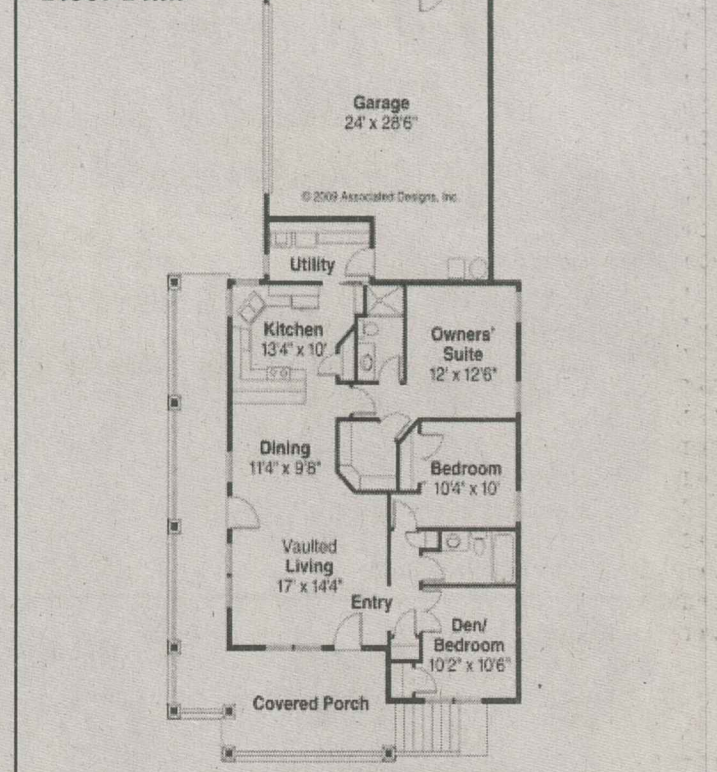 Garage
24' x 28'6"
© 2009 Associated Designs, Inc.
Utility
Kitchen
13'4" x 10'
Owners'
Suite
12' x 12'6"
Dining
11'4" x 9'8"
Bedroom
10'4" x 10'
Vaulted
Living
17' x 14'4"
Entry
Den/
Bedroom
10'2" x 10'6"
Covered Porch